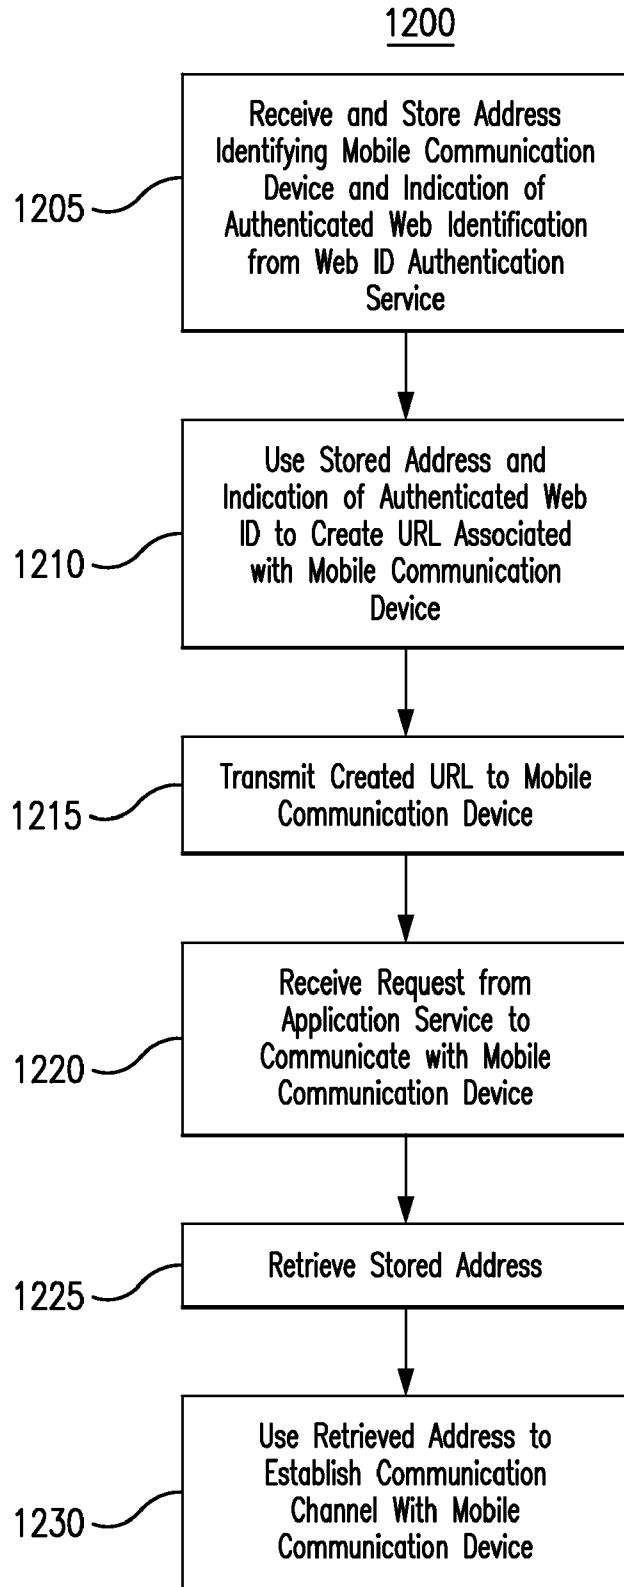 1200
Receive and Store Address
Identifying Mobile Communication
Device and Indication of
Authenticated Web Identification
from Web ID Authentication
Service
1205
Use Stored Address and
Indication of Authenticated Web
ID to Create URL Associated
with Mobile Communication
Device
1210
Transmit Created URL to Mobile
Communication Device
1215
Receive Request from
Application Service to
Communicate with Mobile
Communication Device
1220
Retrieve Stored Address
1225
Use Retrieved Address to
Establish Communication
Channel With Mobile
Communication Device
1230